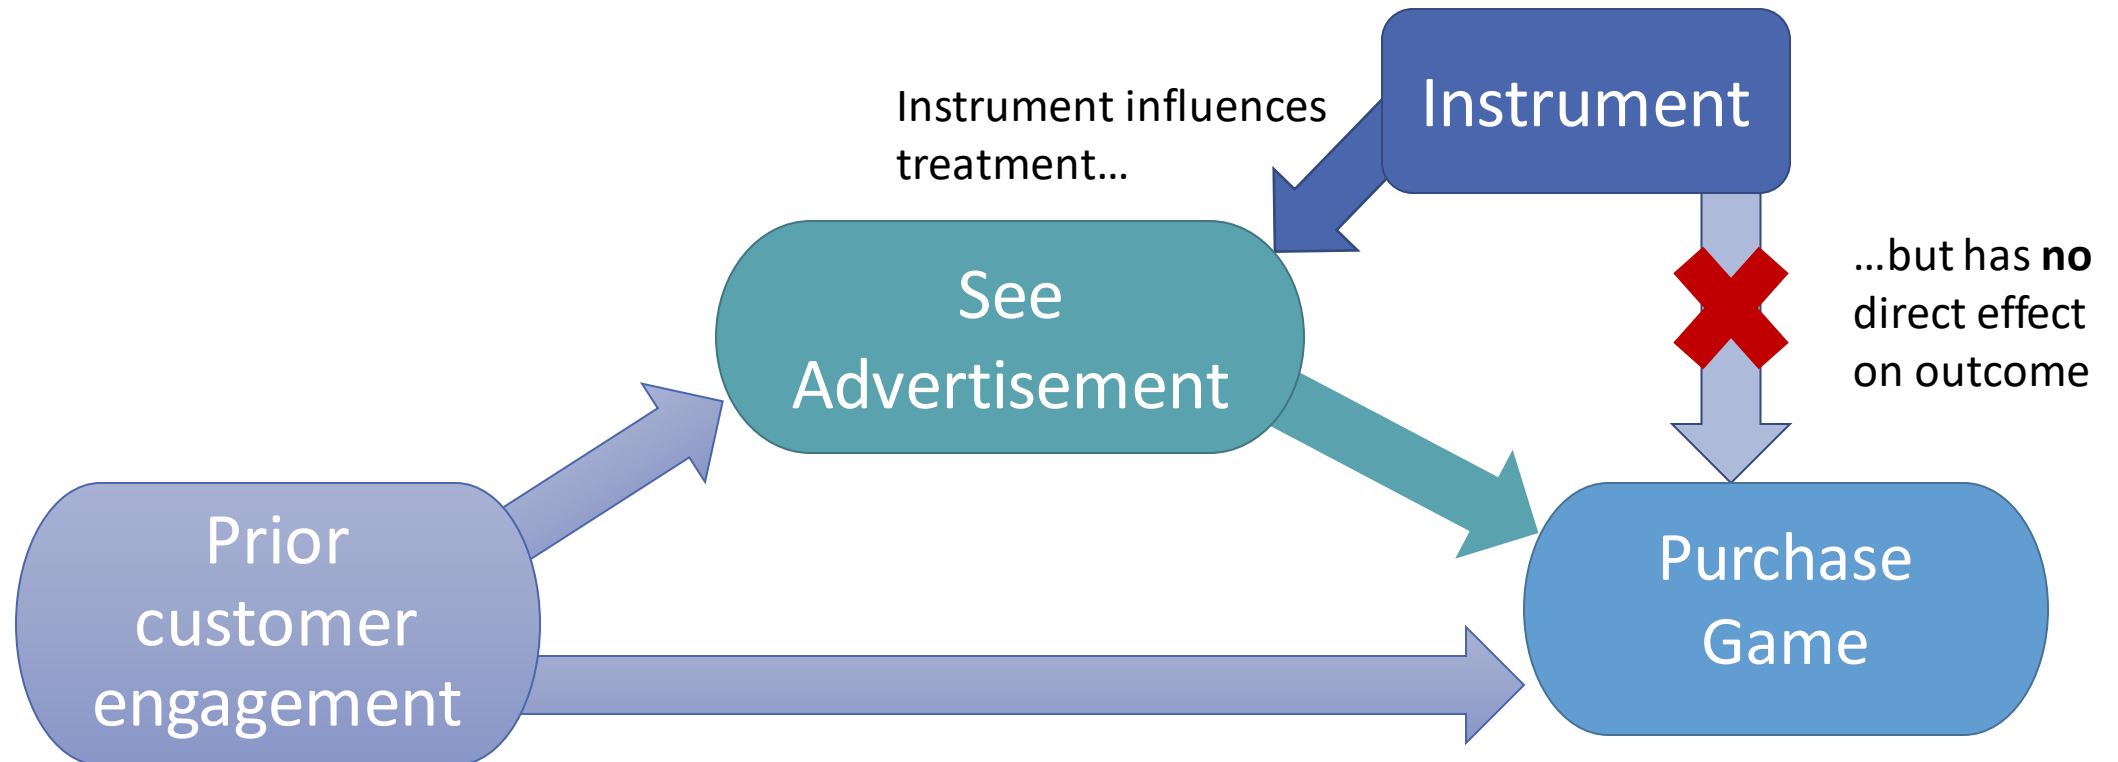 Instrument
Instrument influences
treatment…
…but has no
direct effect
on outcome
See
Advertisement
Prior
customer
engagement
Purchase
Game